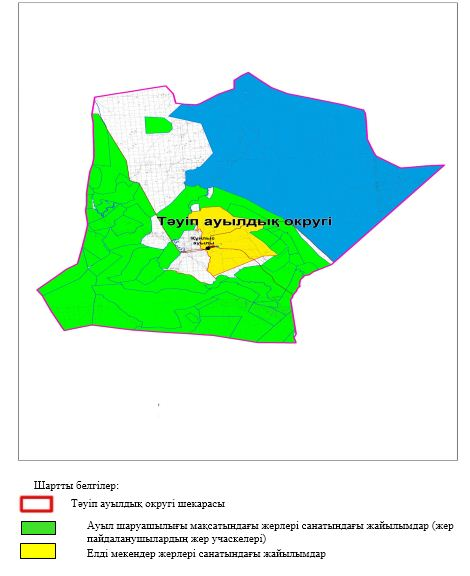 Тәуіп ауылдық округі
ауылы
Шартты белгілер:
Тәуіп ауылдық округі шекарасы
Ауыл шаруашылығы мақсатындағы жерлері санатындағы жайылымдар (жер
пайдаланушылардың жер учаскелері)
Елді мекендер жерлері санатындағы жайылымдар